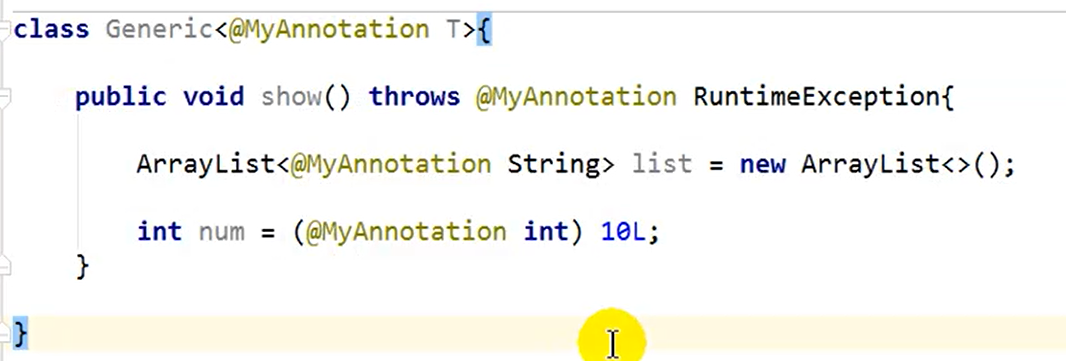 class Generic<@MyAnnotation T>{
public void show() throws @MyAnnotation RuntimeException{
ArrayList<@MyAnnotation String> list = new ArrayList<>();
int num = (@MyAnnotation int) 10L;
}
}